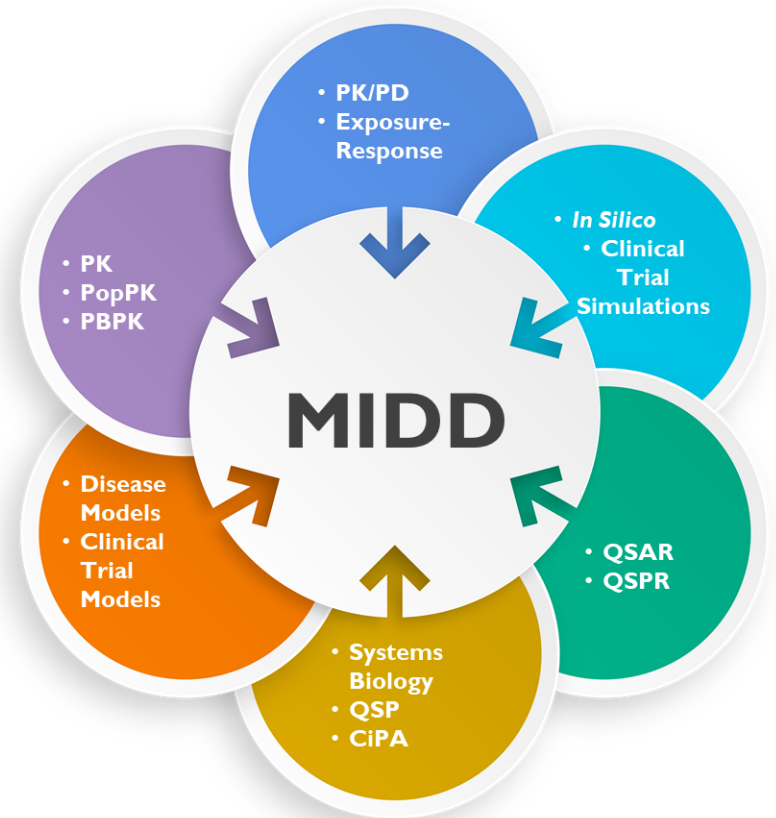 • PK/PD
• Exposure-
Response
• In Silico
• Clinical
Trial
Simulations
• PK
• PopPK
• PBPK
MIDD
• Disease
Models
• Clinical
Trial
Models
• QSAR
• QSPR
• Systems
Biology
• QSP
• CiPA